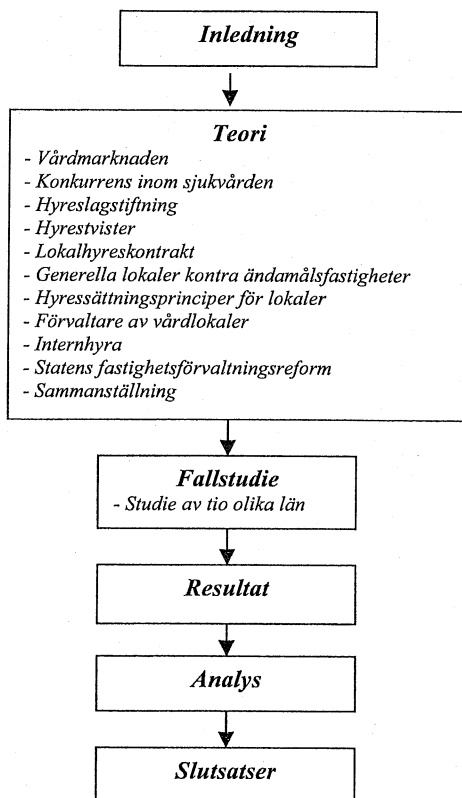 Inledning
Teori
- Vårdmarknaden
- Konkurrens inom sjukvården
- Hyreslagstiftning
- Hyrestvister
- Lokalhyreskontrakt
- Generella lokaler kontra ändamålsfastigheter
- Hyressättningsprinciper för lokaler
- Förvaltare av vårdlokaler
- Internhyra
- Statens fastighetsförvaltningsreform
- Sammanställning
Fallstudie
- Studie av tio olika län
Resultat
Analys
Slutsatser